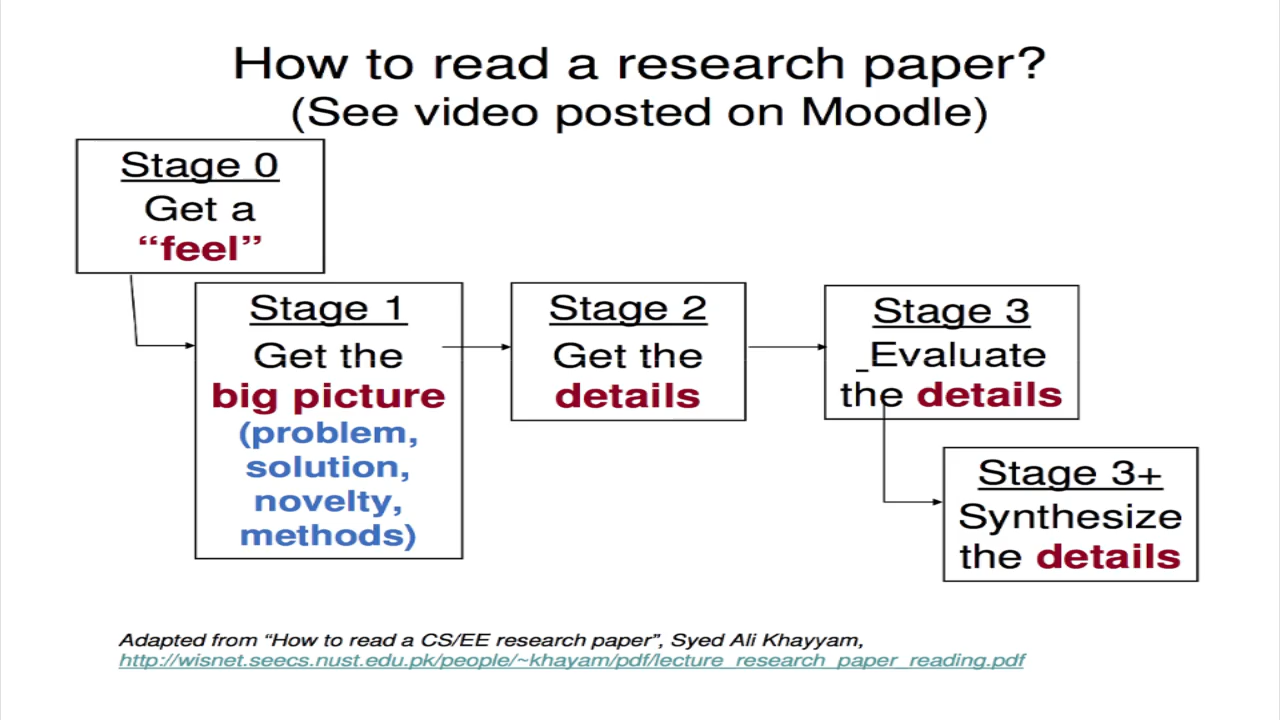 How to read a research paper?
(See video posted on Moodle)
Stage 0
Get a
“feel”
Stage 1
Get the
big picture
(problem,
solution,
novelty,
methods)
Stage 2
Get the
details
Stage 3
_Evaluate
the details
Stage 3+
Synthesize
the details
Adapted from “How to read a CS/EE research paper”, Syed Ali Khayyam,
http://wisnet.seecs.nust.edu.pk/people/~khayam/pdf/lecture_research_paper_reading.pdf